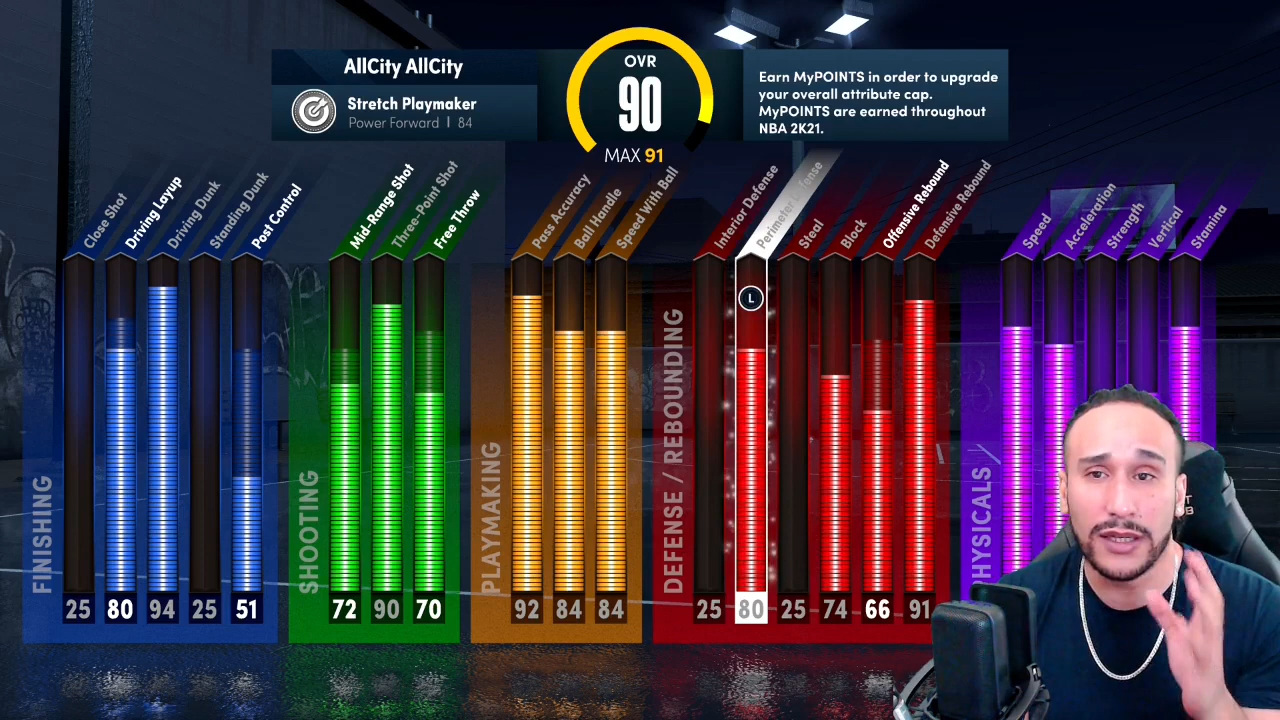 OVR
90
MAX 91
AllCity AllCity
Stretch Playmaker
Power Forward | 84
Earn MyPOINTS in order to upgrade
your overall attribute cap.
MyPOINTS are earned throughout
NBA 2K21.
FINISHING
Close Shot
Driving Layup
Driving Dunk
Standing Dunk
Post Control
25 80 94 25 51
SHOOTING
Mid-Range Shot
Three-Point Shot
Free Throw
72 90 70
PLAYMAKING
Pass Accuracy
Ball Handle
Speed With Ball
92 84 84
DEFENSE / REBOUNDING
Interior Defense
Perimeter Defense
Steal
Block
Offensive Rebound
Defensive Rebound
L
25 80 25 74 66 91
PHYSICALS
Speed
Acceleration
Strength
Vertical
Stamina